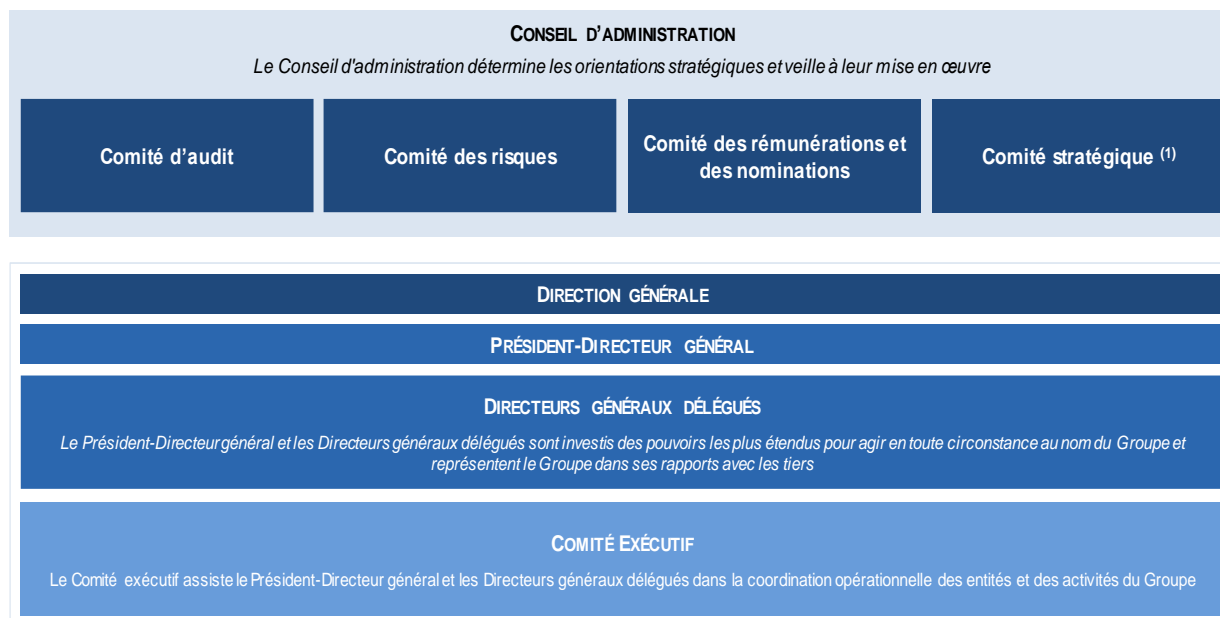 CONSEIL D'ADMINISTRATION
Le Conseil d'administration détermine les orientations stratégiques et veille à leur mise en œuvre
Comité d'audit
Comité des risques
Comité des rémunérations et
des nominations
Comité stratégique (1)
DIRECTION GÉNÉRALE
PRÉSIDENT-DIRECTEUR GÉNÉRAL
DIRECTEURS GÉNÉRAUX DÉLÉGUÉS
Le Président-Directeur général et les Directeurs généraux délégués sont investis des pouvoirs les plus étendus pour agir en toute circonstance au nom du Groupe et
représentent le Groupe dans ses rapports avec les tiers
COMITÉ EXÉCUTIF
Le Comité exécutif assiste le Président-Directeur général et les Directeurs généraux délégués dans la coordination opérationnelle des entités et des activités du Groupe